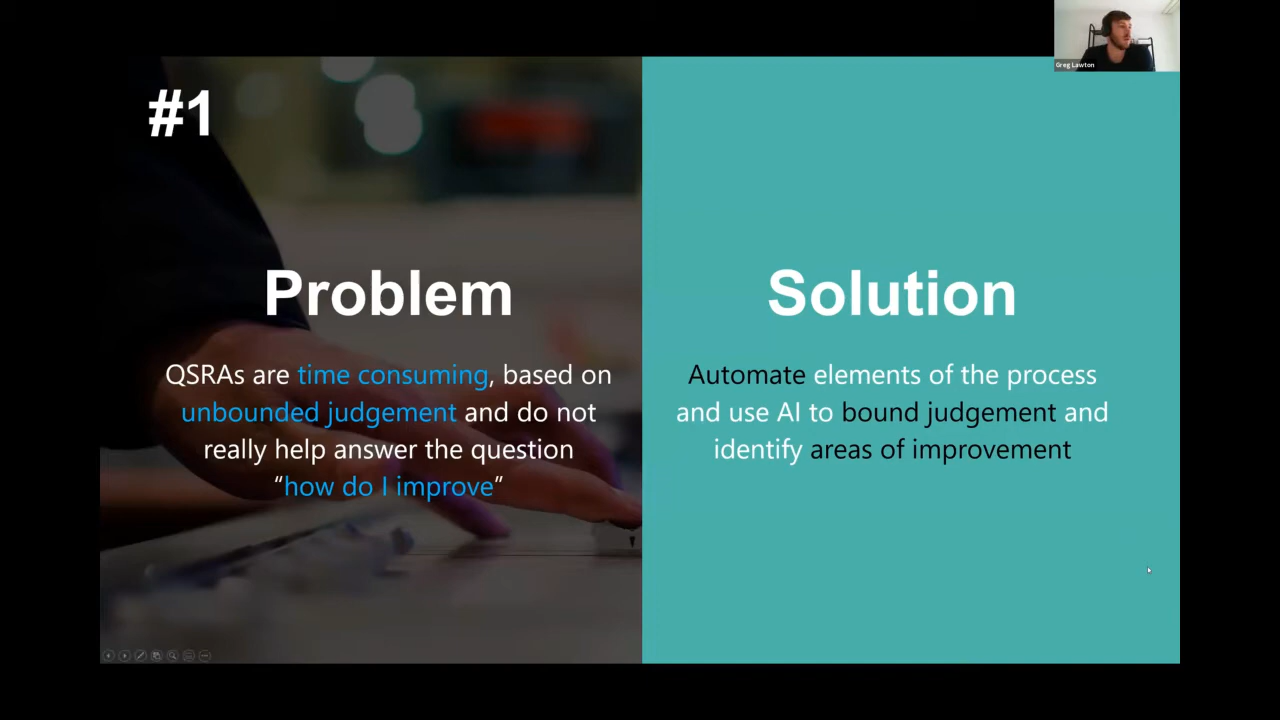 Greg Lawton
#1
Problem
QSRAs are time consuming, based on
unbounded judgement and do not
really help answer the question
“how do I improve”
Solution
Automate elements of the process
and use AI to bound judgement and
identify areas of improvement